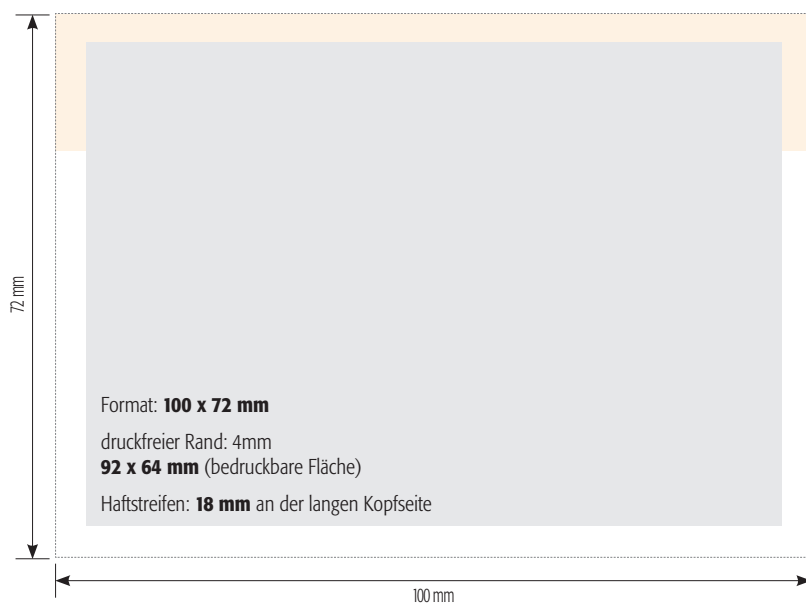 72 mm
Format: 100 x 72 mm
druckfreier Rand: 4mm
92 x 64 mm (bedruckbare Fläche)
Haftstreifen: 18 mm an der langen Kopfseite
100 mm